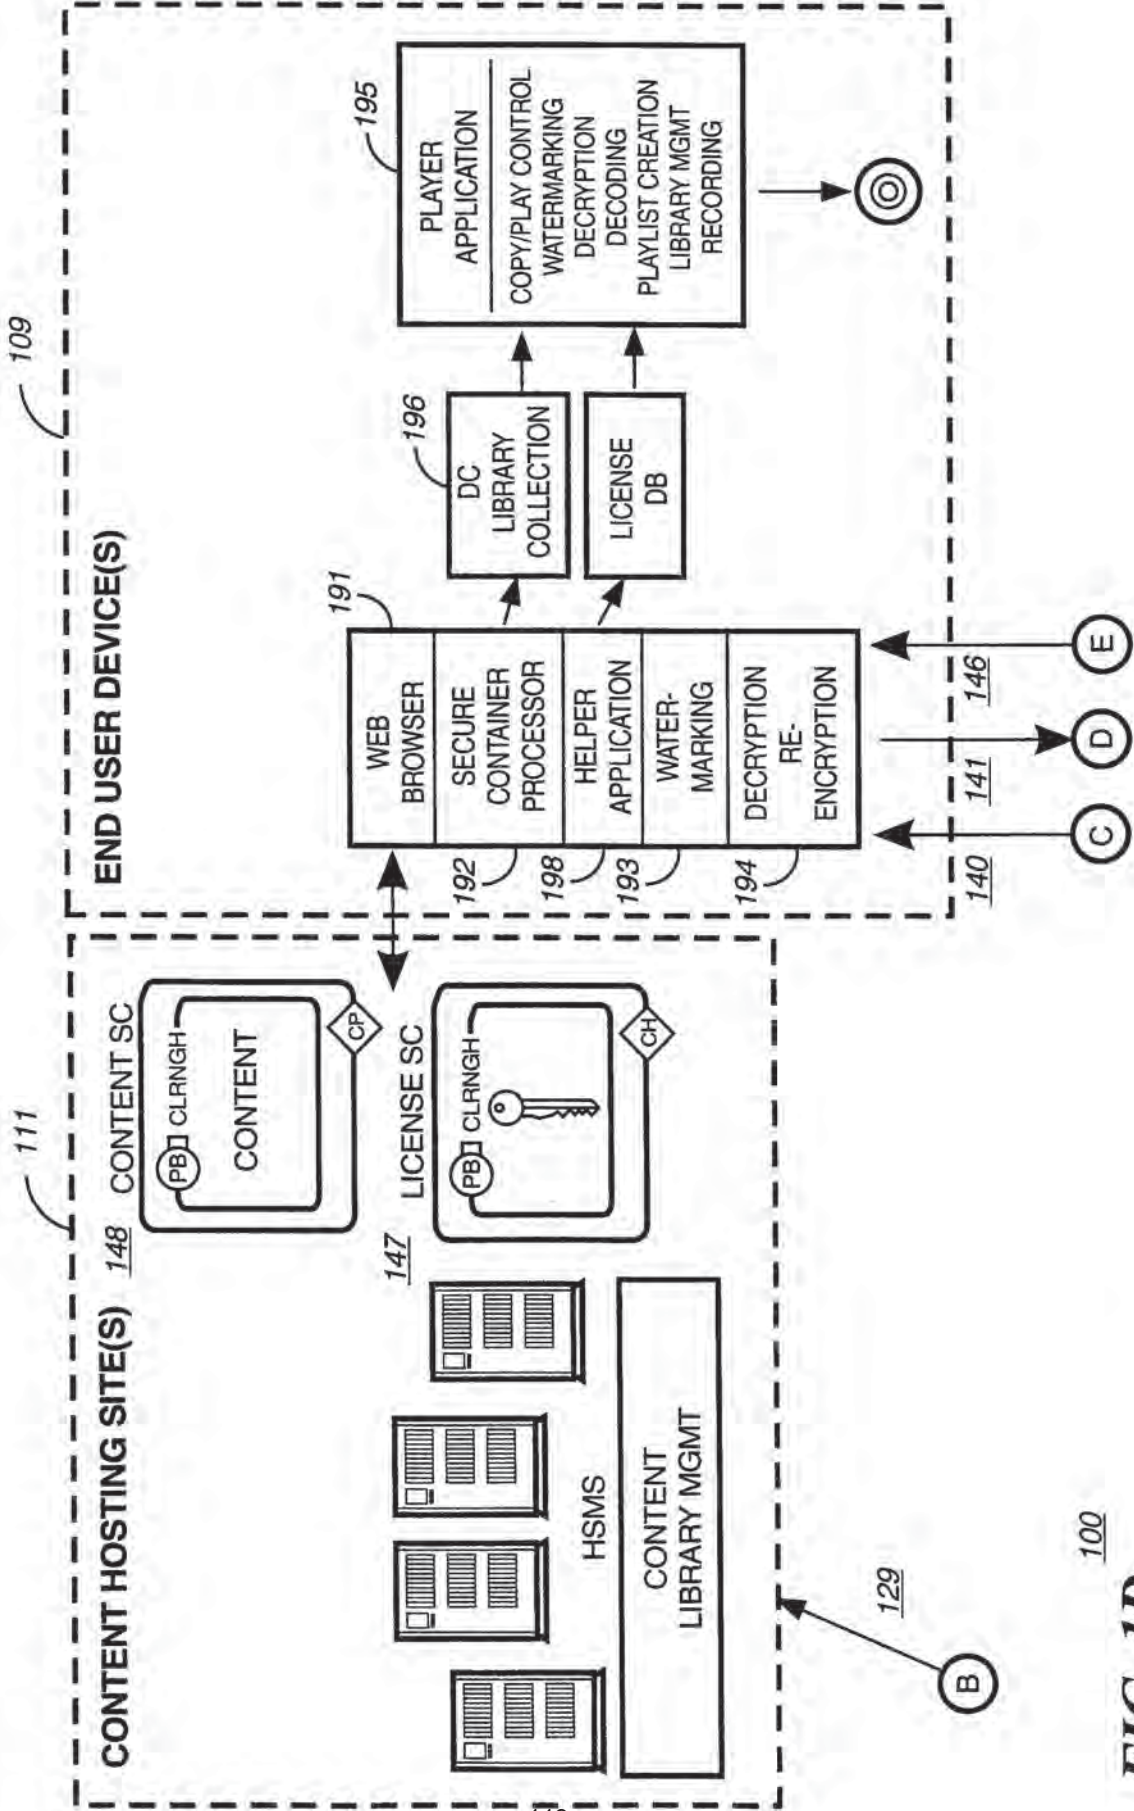 CONTENT HOSTING SITE(S)
111
148
CONTENT SC
PB
CLRNGH
CONTENT
CP
147
LICENSE SC
PB
CLRNGH
CH
HSMS
CONTENT
LIBRARY MGMT
B
129
END USER DEVICE(S)
109
191
WEB
BROWSER
SECURE
CONTAINER
PROCESSOR
HELPER
APPLICATION
WATER-
MARKING
DECRYPTION
RE-
ENCRYPTION
192
198
193
194
196
DC
LIBRARY
COLLECTION
LICENSE
DB
195
PLAYER
APPLICATION
COPY/PLAY CONTROL
WATERMARKING
DECRYPTION
DECODING
PLAYLIST CREATION
LIBRARY MGMT
RECORDING
140
141
146
C
D
E
100